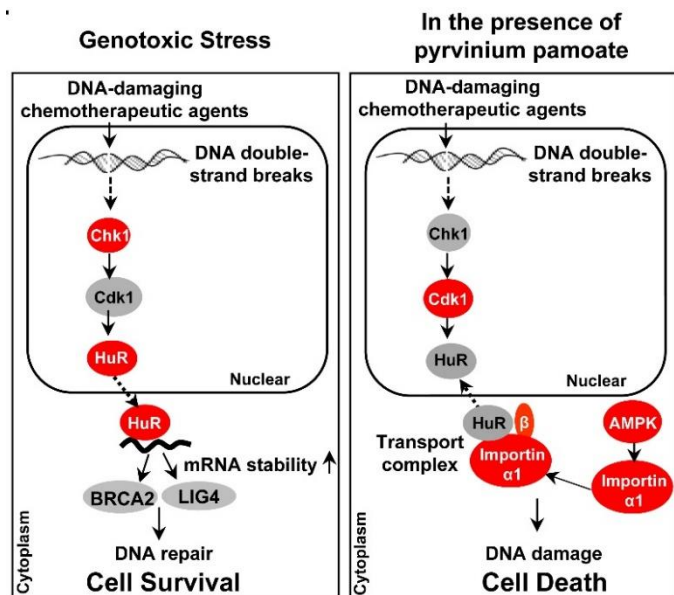 Genotoxic Stress
DNA-damaging
chemotherapeutic agents
DNA double-
strand breaks
Chk1
Cdk1
HuR
Nuclear
HuR
mRNA stability
BRCA2
LIG4
DNA repair
Cell Survival
Cytoplasm
In the presence of
pyrvinium pamoate
DNA-damaging
chemotherapeutic agents
DNA double-
strand breaks
Chk1
Cdk1
HuR
Nuclear
HuR
β
AMPK
Transport
complex
Importin
α1
Importin
α1
DNA damage
Cell Death
Cytoplasm